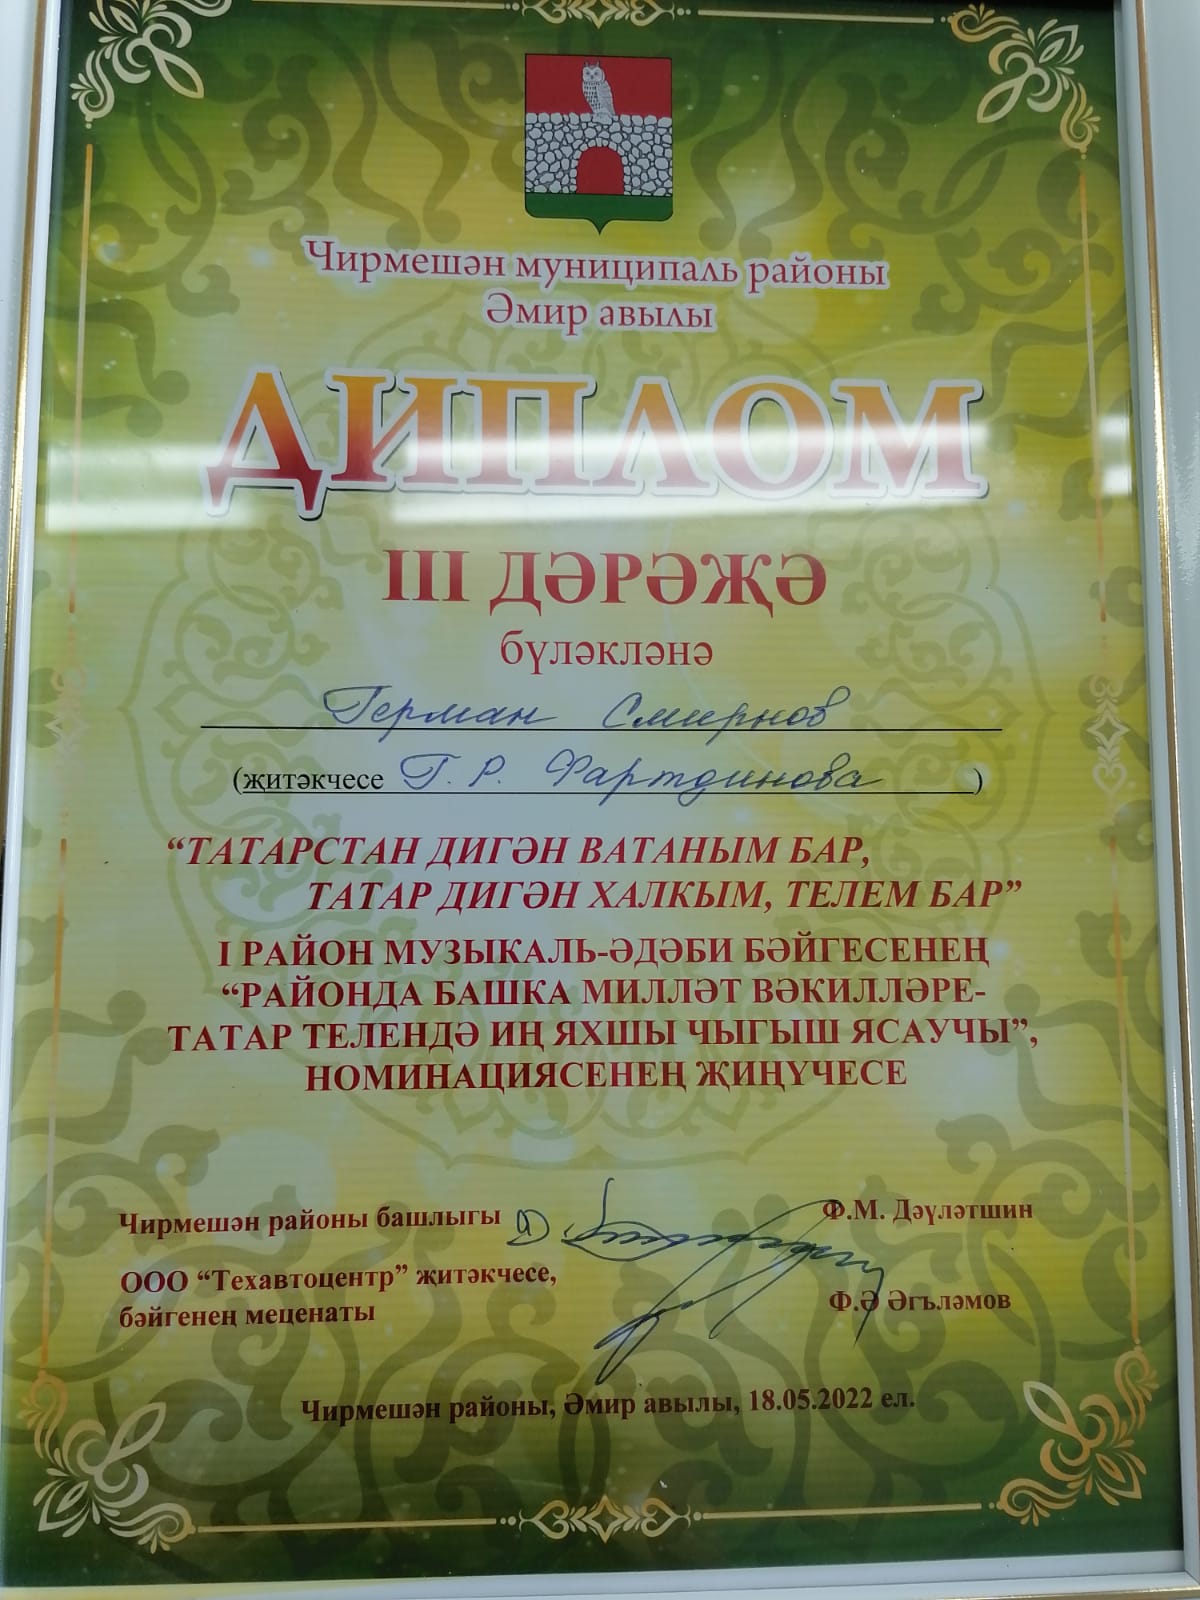 Чирмешән муниципаль районы
Әмир авылы
ДИПЛОМ
III ДӘРӘҖӘ
бүләкләнә
Герман Смирнов
(җитәкчесе Г. Р. Фартдинова)
“ТАТАРСТАН ДИГӘН ВАТАНЫМ БАР,
ТАТАР ДИГӘН ХАЛКЫМ, ТЕЛЕМ БАР”
I РАЙОН МУЗЫКАЛЬ-ӘДӘБИ БӘЙГЕСЕНЕҢ
“РАЙОНДА БАШКА МИЛЛӘТ ВӘКИЛЛӘРЕ-
ТАТАР ТЕЛЕНДӘ ИҢ ЯХШЫ ЧЫГЫШ ЯСАУЧЫ”,
НОМИНАЦИЯСЕНЕҢ ҖИҢҮЧЕСЕ
Чирмешән районы башлыгы Ф.М. Дәүләтшин
ООО “Техавтоцентр” җитәкчесе,
бәйгенең меценаты Ф.Ә Әгъләмов
Чирмешән районы, Әмир авылы, 18.05.2022 ел.